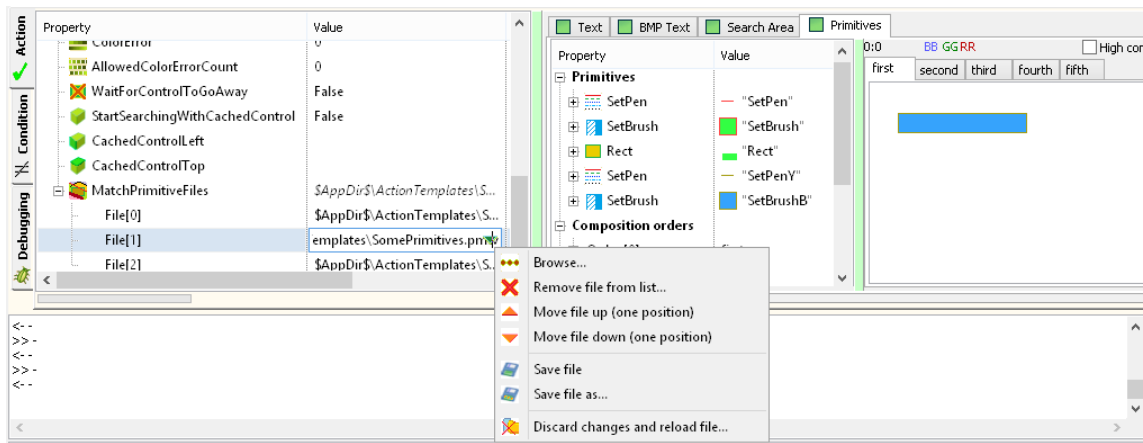 Action
Condition
Debugging
Property Value
ColorError 0
AllowedColorErrorCount 0
WaitForControlToGoAway False
StartSearchingWithCachedControl False
CachedControlLeft
CachedControlTop
MatchPrimitiveFiles $AppDir$\ActionTemplates\S...
File[0] $AppDir$\ActionTemplates\S...
File[1] emplates\SomePrimitives.pmtv
File[2] $AppDir$\ActionTemplates\S...
Text BMP Text Search Area Primitives
Property Value
Primitives
SetPen "SetPen"
SetBrush "SetBrush"
Rect "Rect"
SetPen "SetPenY"
SetBrush "SetBrushB"
Composition orders
0:0 BB GG RR High con
first second third fourth fifth
Browse...
Remove file from list...
Move file up (one position)
Move file down (one position)
Save file
Save file as...
Discard changes and reload file...
<--
>>-
<--
>>-
<--